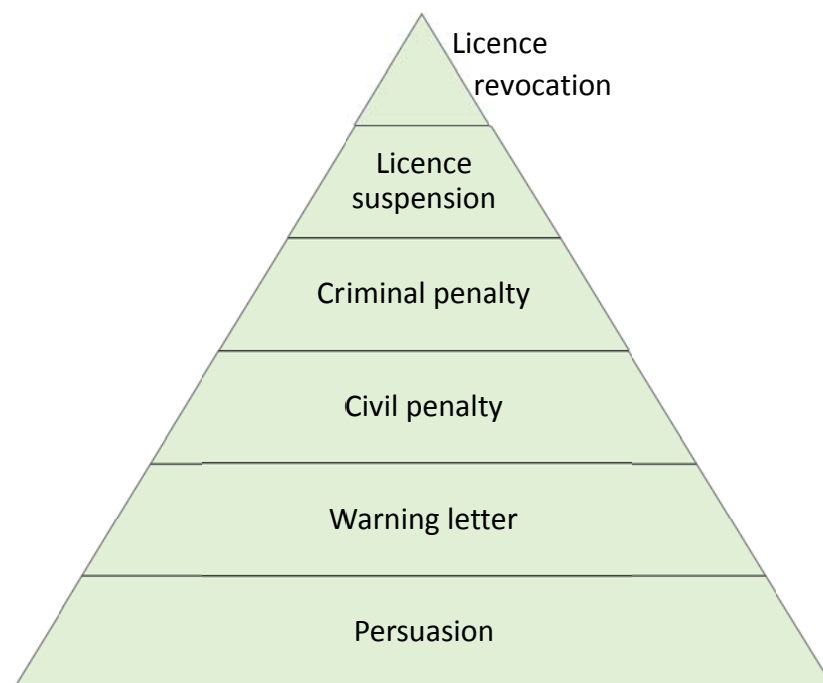 Licence
revocation
Licence
suspension
Criminal penalty
Civil penalty
Warning letter
Persuasion